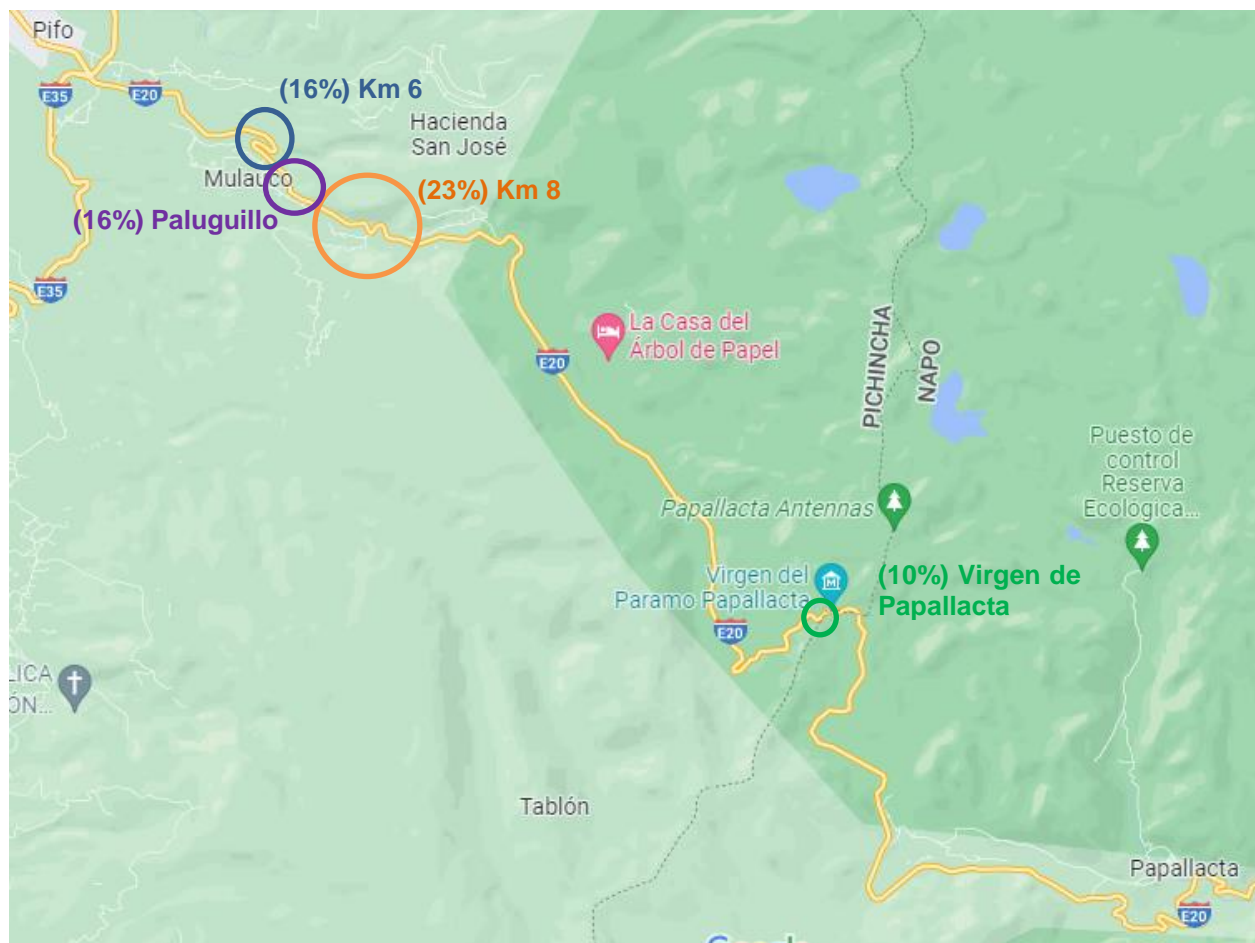 Pifo
E35
E20
(16%) Km 6
Hacienda
San José
Mulauco
(23%) Km 8
(16%) Paluguillo
E35
La Casa del
Árbol de Papel
E20
PICHINCHA
NAPO
Puesto de
control
Reserva
Ecológica...
Papallacta Antennas
Virgen del
Paramo Papallacta
(10%) Virgen de
Papallacta
E20
LICA
ÓN...
Tablón
Papallacta
E20